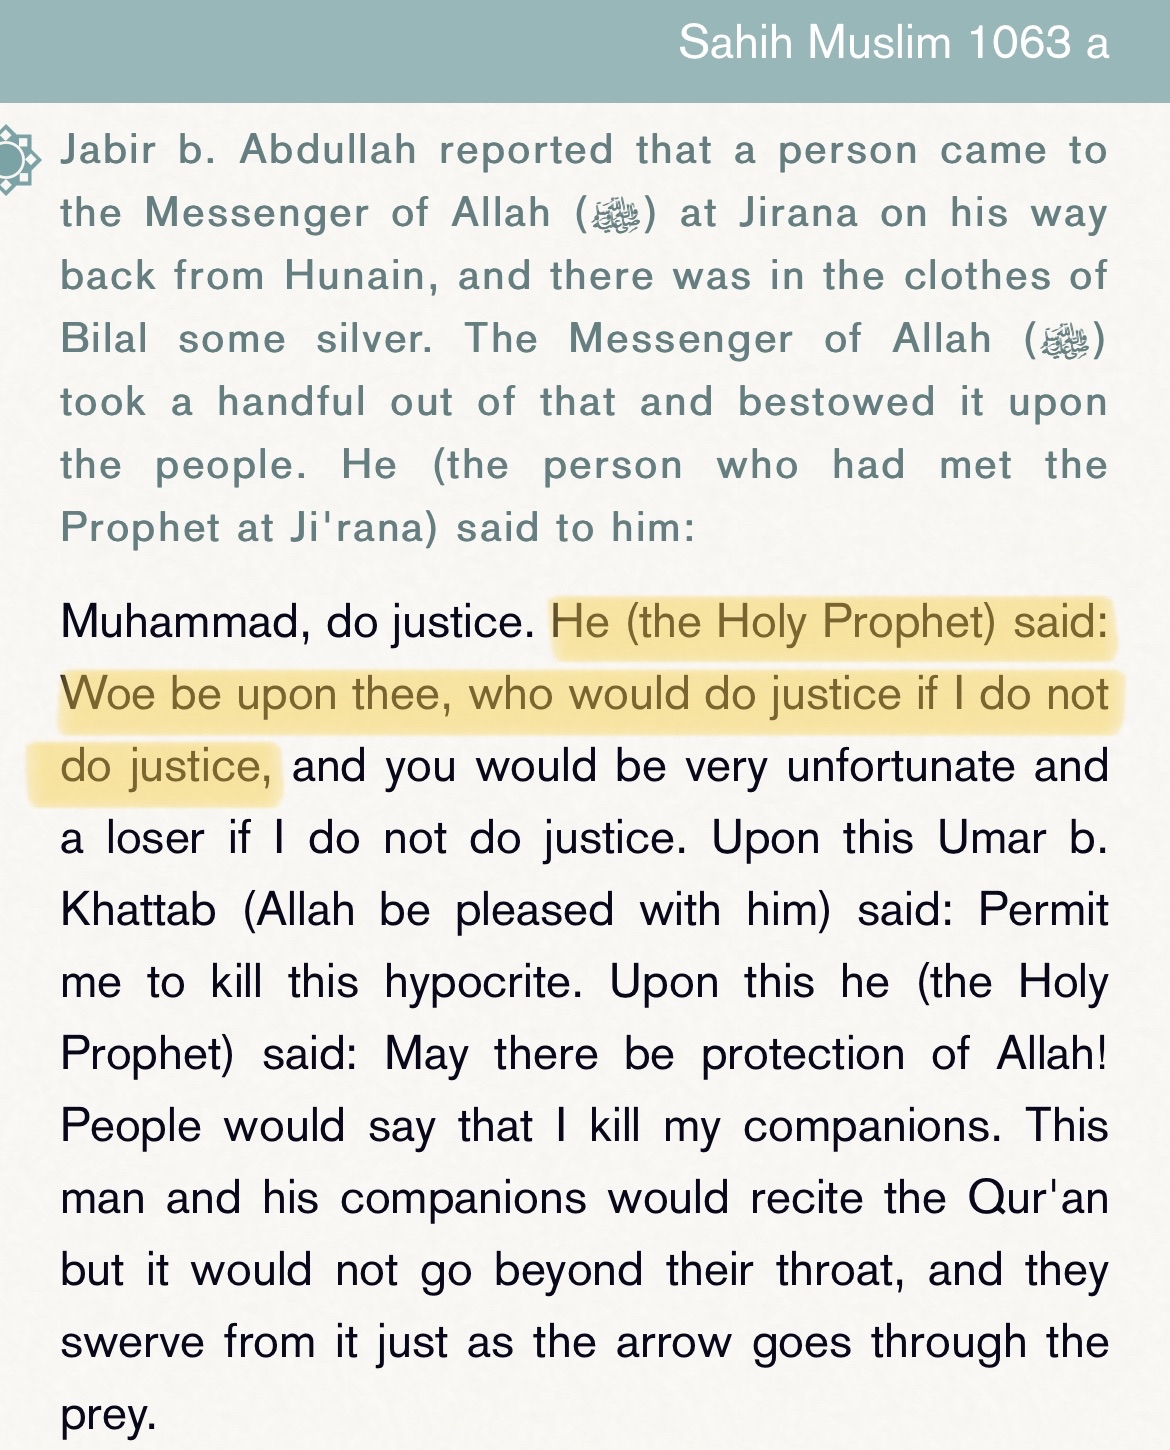 Sahih Muslim 1063 a
Jabir b. Abdullah reported that a person came to
the Messenger of Allah (ﷺ) at Jirana on his way
back from Hunain, and there was in the clothes of
Bilal some silver. The Messenger of Allah (ﷺ)
took a handful out of that and bestowed it upon
the people. He (the person who had met the
Prophet at Ji'rana) said to him:
Muhammad, do justice. He (the Holy Prophet) said:
Woe be upon thee, who would do justice if I do not
do justice, and you would be very unfortunate and
a loser if I do not do justice. Upon this Umar b.
Khattab (Allah be pleased with him) said: Permit
me to kill this hypocrite. Upon this he (the Holy
Prophet) said: May there be protection of Allah!
People would say that I kill my companions. This
man and his companions would recite the Qur'an
but it would not go beyond their throat, and they
swerve from it just as the arrow goes through the
prey.